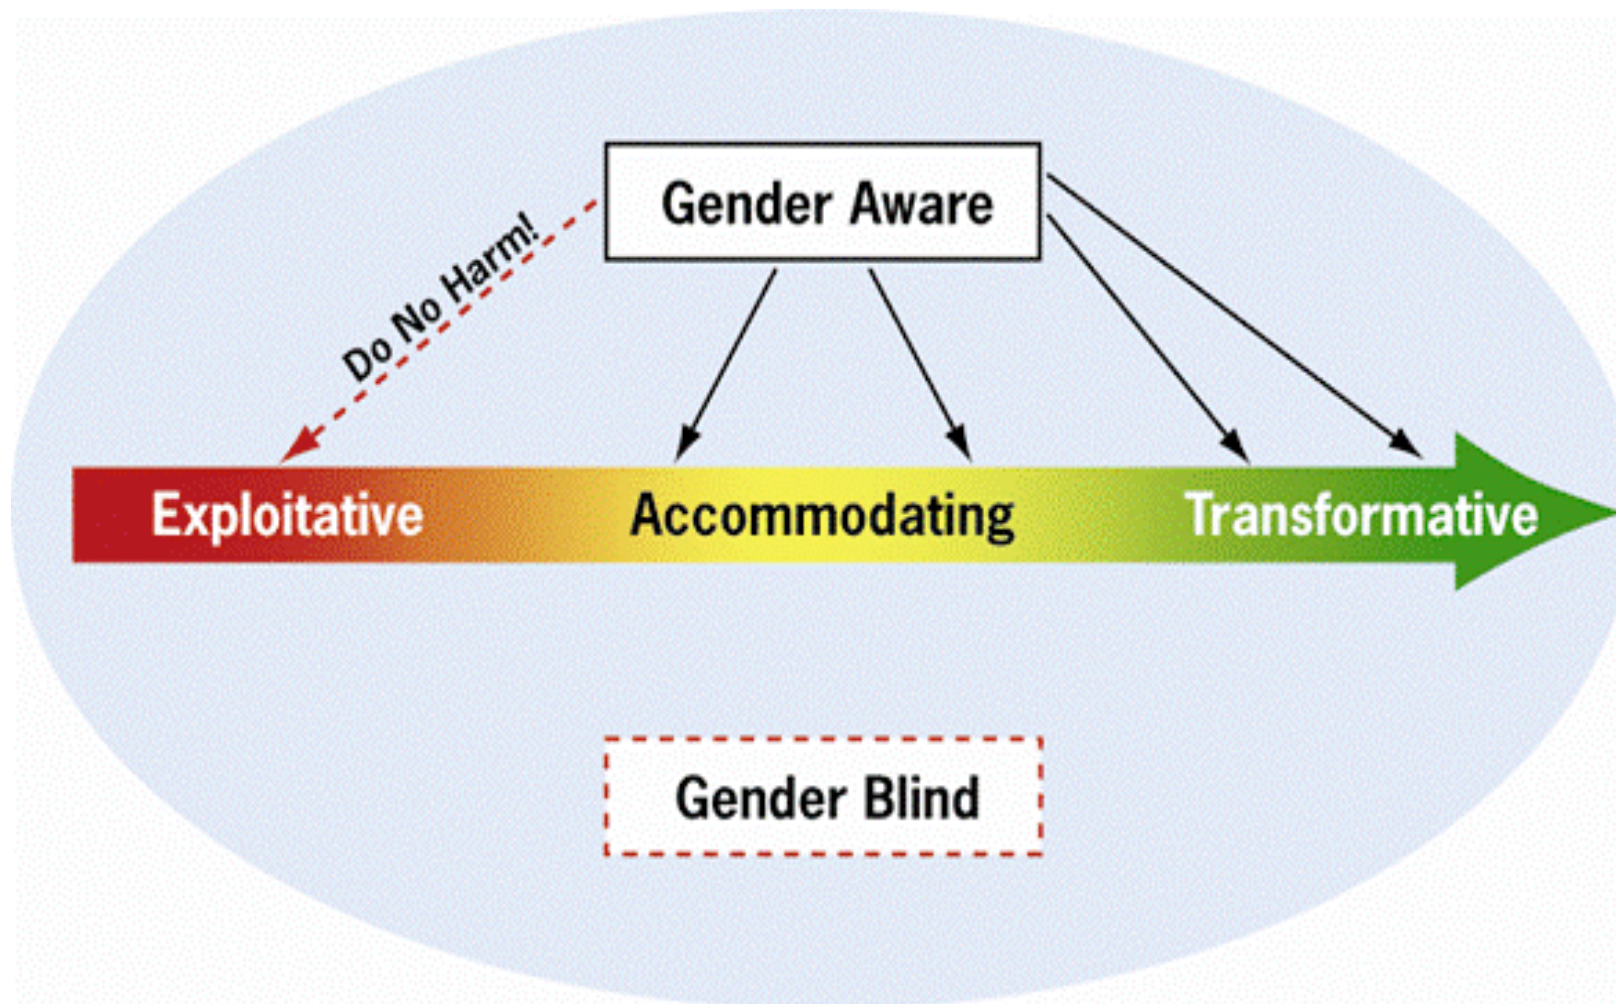 Gender Aware
Do No Harm!
Exploitative
Accommodating
Transformative
Gender Blind